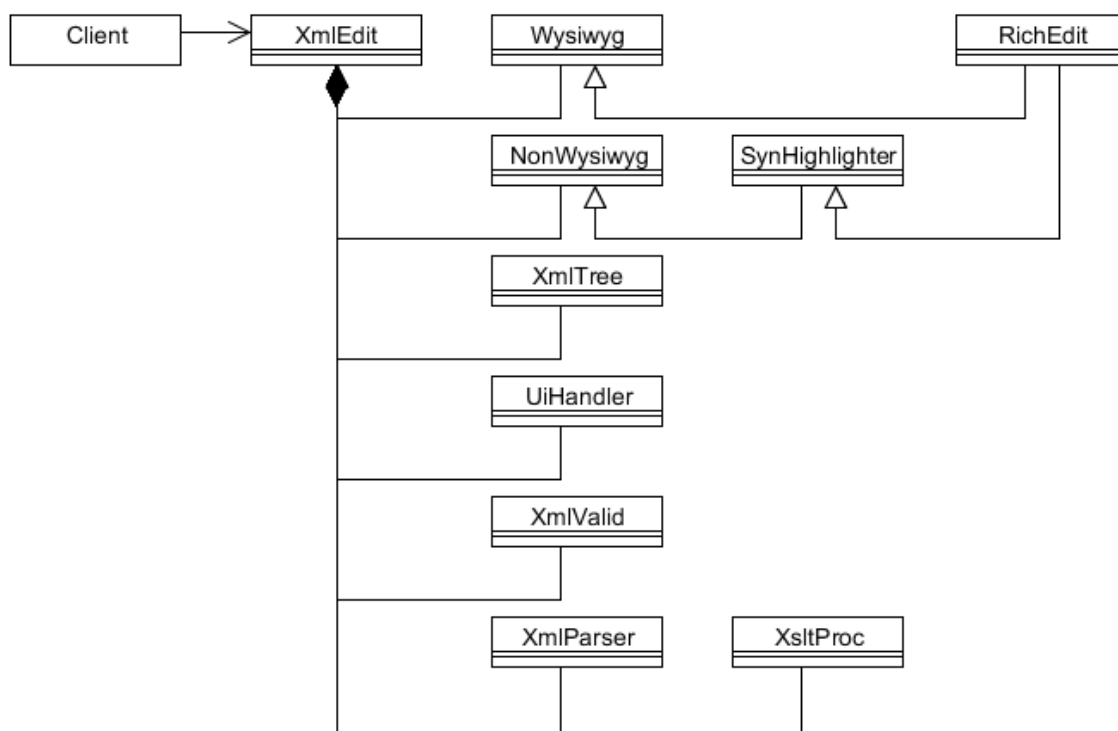 Client
XmlEdit
Wysiwyg
RichEdit
NonWysiwyg
SynHighlighter
XmlTree
UiHandler
XmlValid
XmlParser
XsltProc